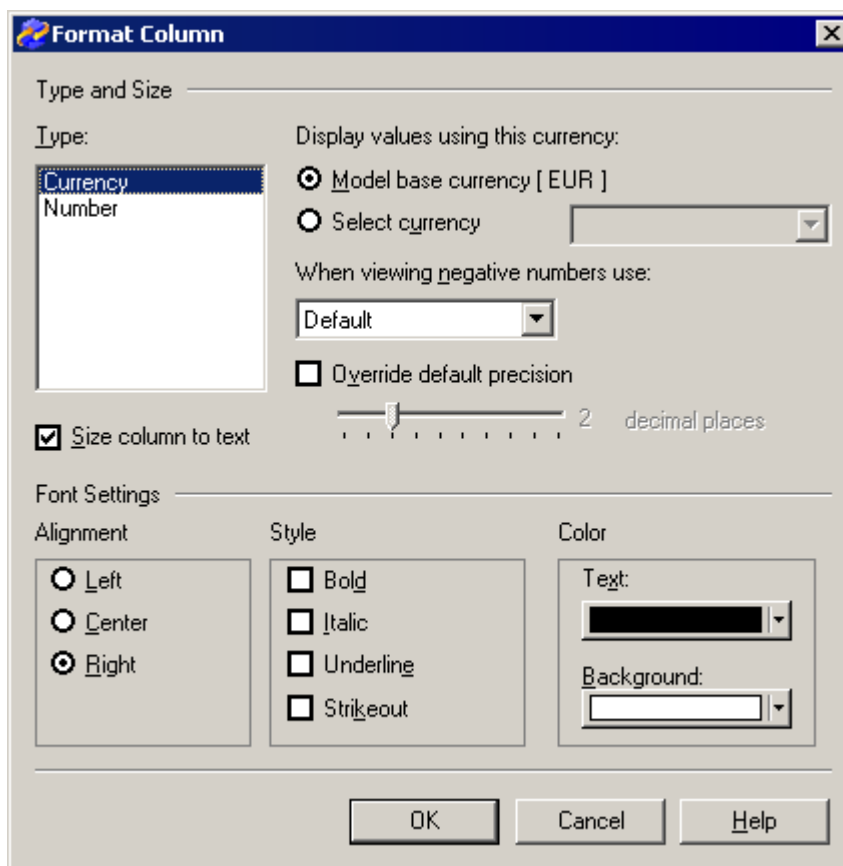 Format Column
Type and Size
Type:
Display values using this currency:
Currency
Number
Model base currency [ EUR ]
Select currency
When viewing negative numbers use:
Default
Override default precision
2 decimal places
Size column to text
Font Settings
Alignment
Style
Color
Left
Center
Right
Bold
Italic
Underline
Strikeout
Text:
Background:
OK
Cancel
Help